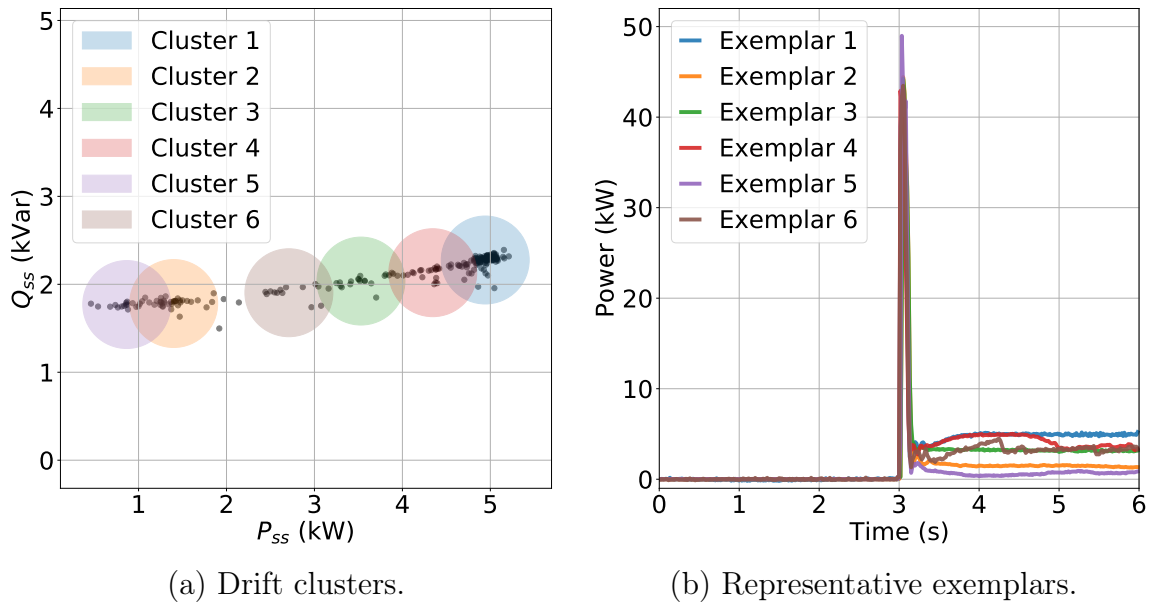 5
4
3
2
1
0
Q_ss (kVar)
Cluster 1
Cluster 2
Cluster 3
Cluster 4
Cluster 5
Cluster 6
1 2 3 4 5
P_ss (kW)
(a) Drift clusters.
50
40
30
20
10
0
Power (kW)
Exemplar 1
Exemplar 2
Exemplar 3
Exemplar 4
Exemplar 5
Exemplar 6
0 1 2 3 4 5 6
Time (s)
(b) Representative exemplars.